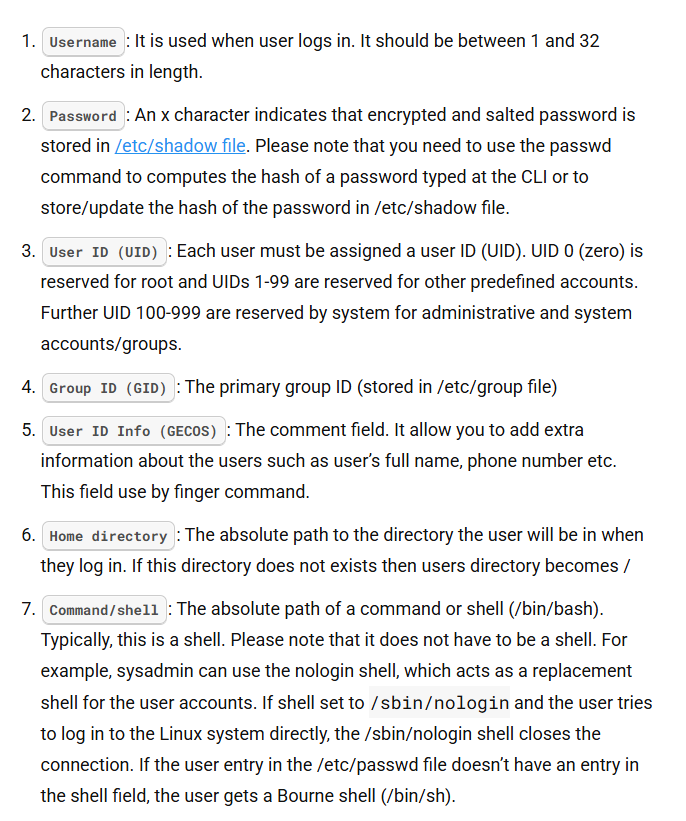 1. Username : It is used when user logs in. It should be between 1 and 32
characters in length.
2. Password : An x character indicates that encrypted and salted password is
stored in /etc/shadow file. Please note that you need to use the passwd
command to computes the hash of a password typed at the CLI or to
store/update the hash of the password in /etc/shadow file.
3. User ID (UID) : Each user must be assigned a user ID (UID). UID 0 (zero) is
reserved for root and UIDs 1-99 are reserved for other predefined accounts.
Further UID 100-999 are reserved by system for administrative and system
accounts/groups.
4. Group ID (GID) : The primary group ID (stored in /etc/group file)
5. User ID Info (GECOS) : The comment field. It allow you to add extra
information about the users such as user’s full name, phone number etc.
This field use by finger command.
6. Home directory : The absolute path to the directory the user will be in when
they log in. If this directory does not exists then users directory becomes /
7. Command/shell : The absolute path of a command or shell (/bin/bash).
Typically, this is a shell. Please note that it does not have to be a shell. For
example, sysadmin can use the nologin shell, which acts as a replacement
shell for the user accounts. If shell set to /sbin/nologin and the user tries
to log in to the Linux system directly, the /sbin/nologin shell closes the
connection. If the user entry in the /etc/passwd file doesn’t have an entry in
the shell field, the user gets a Bourne shell (/bin/sh).